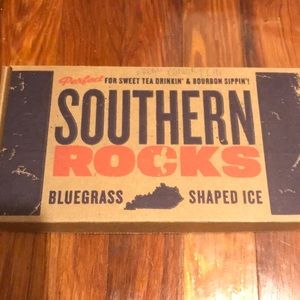 Perfect FOR SWEET TEA DRINKIN' & BOURBON SIPPIN'!
SOUTHERN
ROCKS
BLUEGRASS SHAPED ICE